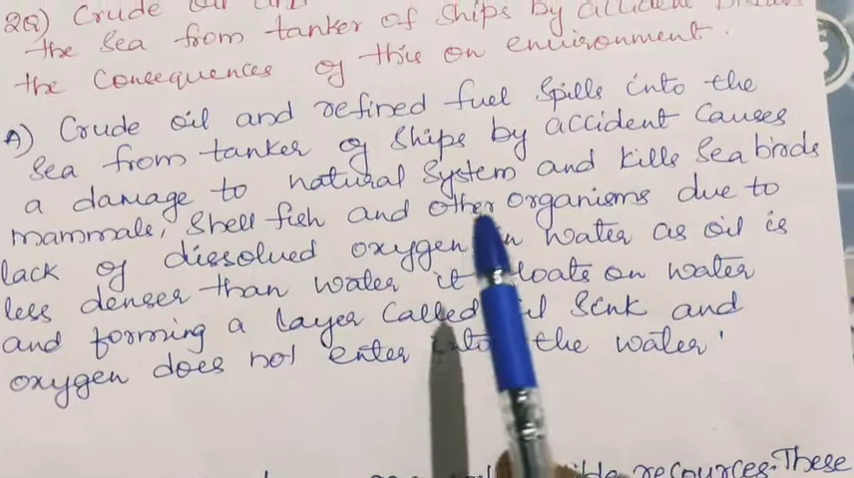 2Q) Crude
the sea from tanker of ships by accident
the consequences of this on environment.
A) Crude oil and refined fuel spills into the
sea from tanker of ships by accident causes
a damage to natural system and kills sea birds
mammals, shell fish and other organisms due to
lack of dissolved oxygen in water as oil is
less denser than water it floats on water
and forming a layer called oil sink and
oxygen does not enter into the water'
resources. These